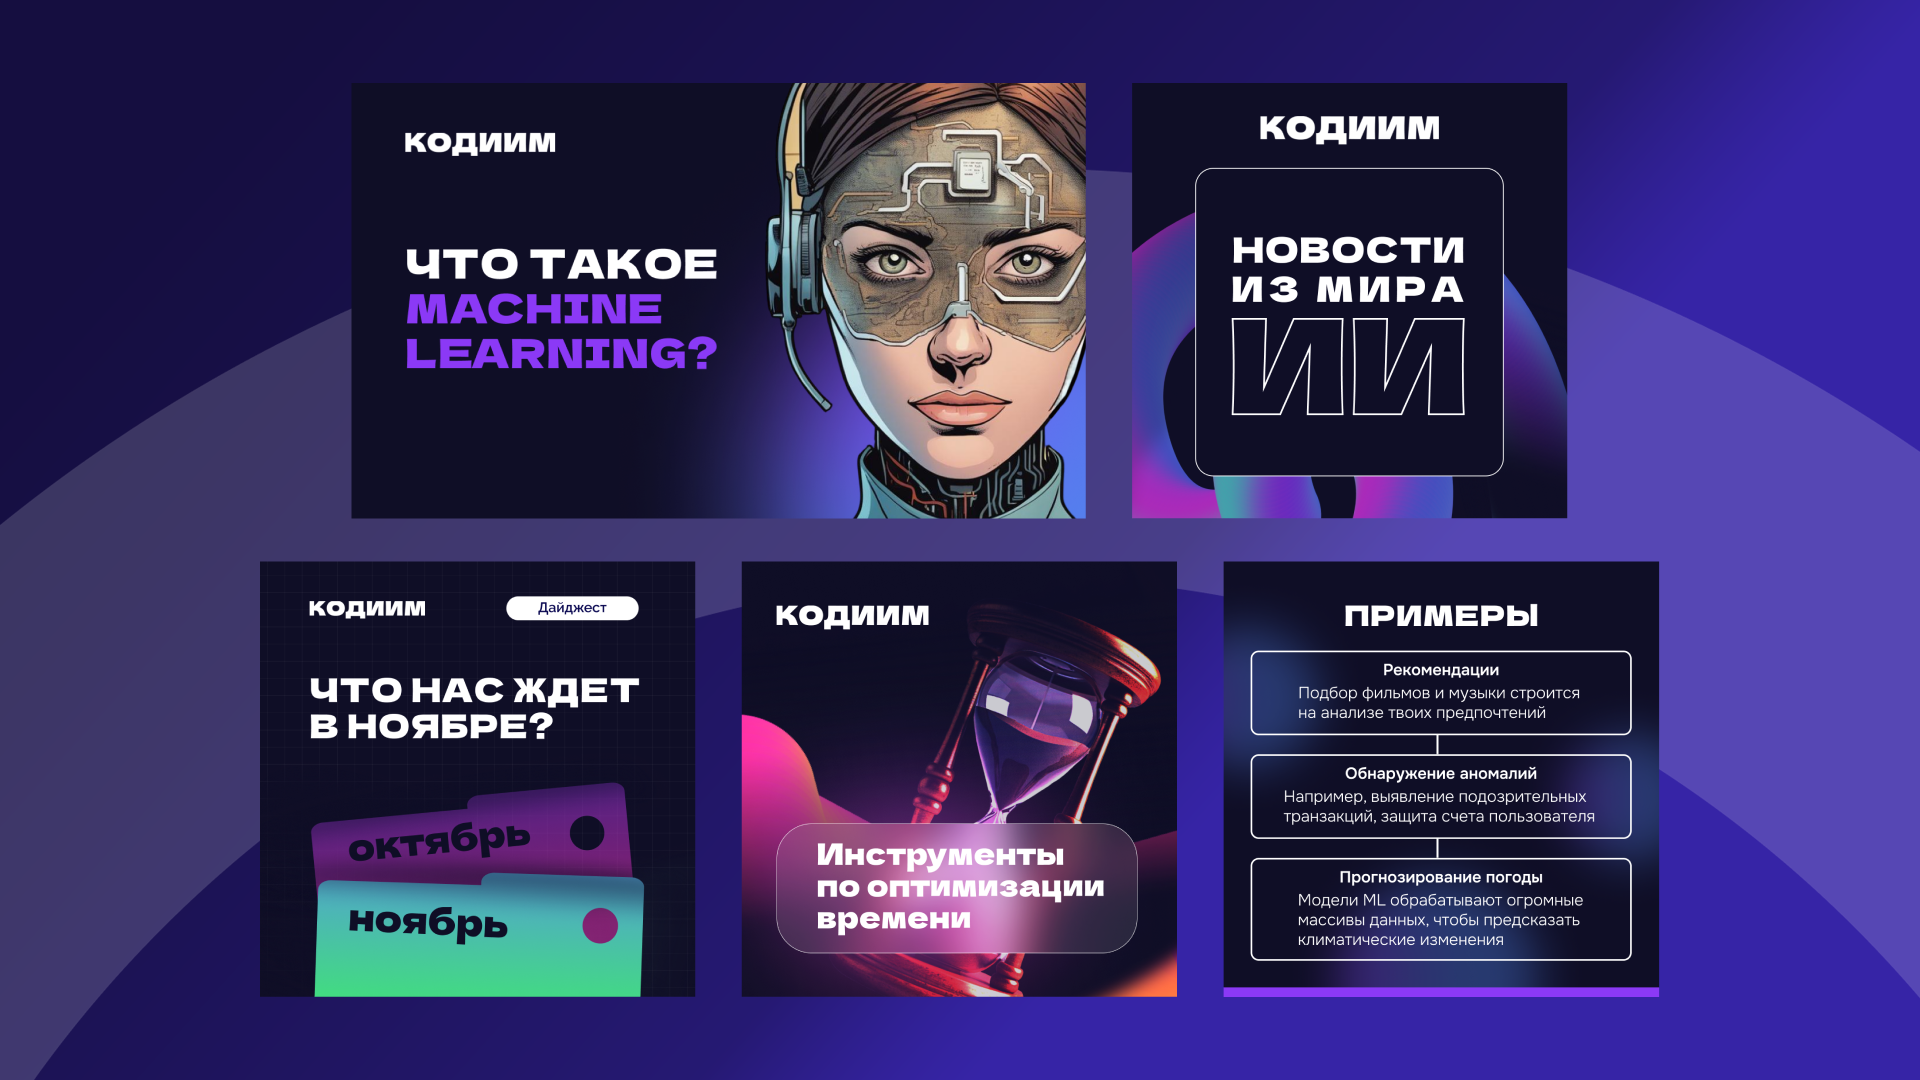 КОДИИМ
ЧТО ТАКОЕ
MACHINE
LEARNING?
КОДИИМ
НОВОСТИ
ИЗ МИРА
ИИ
КОДИИМ
Дайджест
ЧТО НАС ЖДЕТ
В НОЯБРЕ?
октябрь
ноябрь
КОДИИМ
Инструменты
по оптимизации
времени
ПРИМЕРЫ
Рекомендации
Подбор фильмов и музыки строится
на анализе твоих предпочтений
Обнаружение аномалий
Например, выявление подозрительных
транзакций, защита счета пользователя
Прогнозирование погоды
Модели ML обрабатывают огромные
массивы данных, чтобы предсказать
климатические изменения